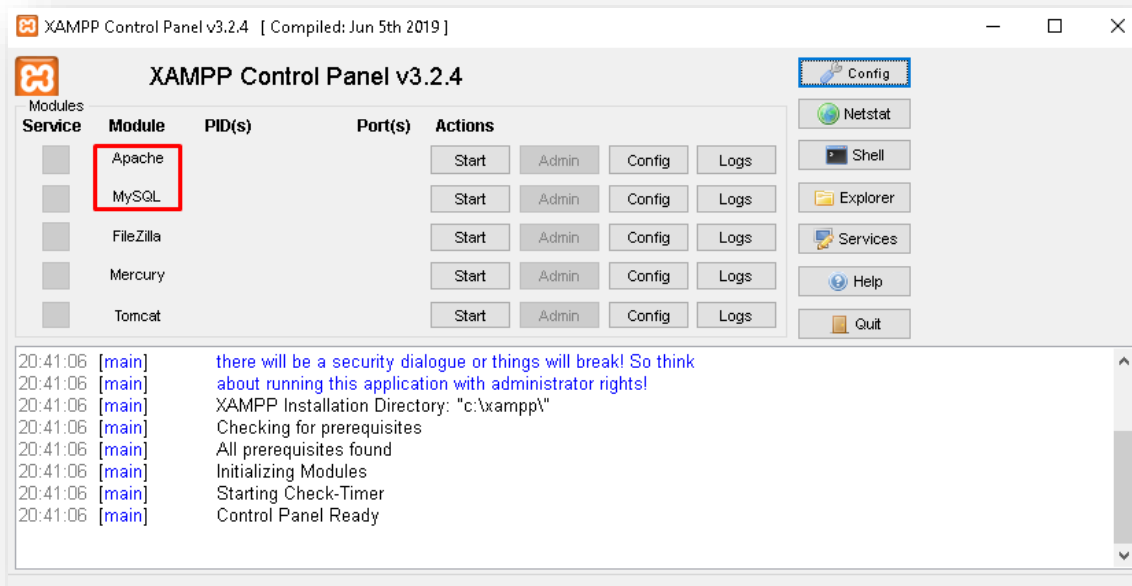 XAMPP Control Panel v3.2.4 [ Compiled: Jun 5th 2019 ]
XAMPP Control Panel v3.2.4
Config
Modules
Service Module PID(s) Port(s) Actions
Netstat
Apache Start Admin Config Logs
Shell
MySQL Start Admin Config Logs
Explorer
FileZilla Start Admin Config Logs
Services
Mercury Start Admin Config Logs
Help
Tomcat Start Admin Config Logs
Quit
20:41:06 [main] there will be a security dialogue or things will break! So think
20:41:06 [main] about running this application with administrator rights!
20:41:06 [main] XAMPP Installation Directory: "c:\xampp\"
20:41:06 [main] Checking for prerequisites
20:41:06 [main] All prerequisites found
20:41:06 [main] Initializing Modules
20:41:06 [main] Starting Check-Timer
20:41:06 [main] Control Panel Ready